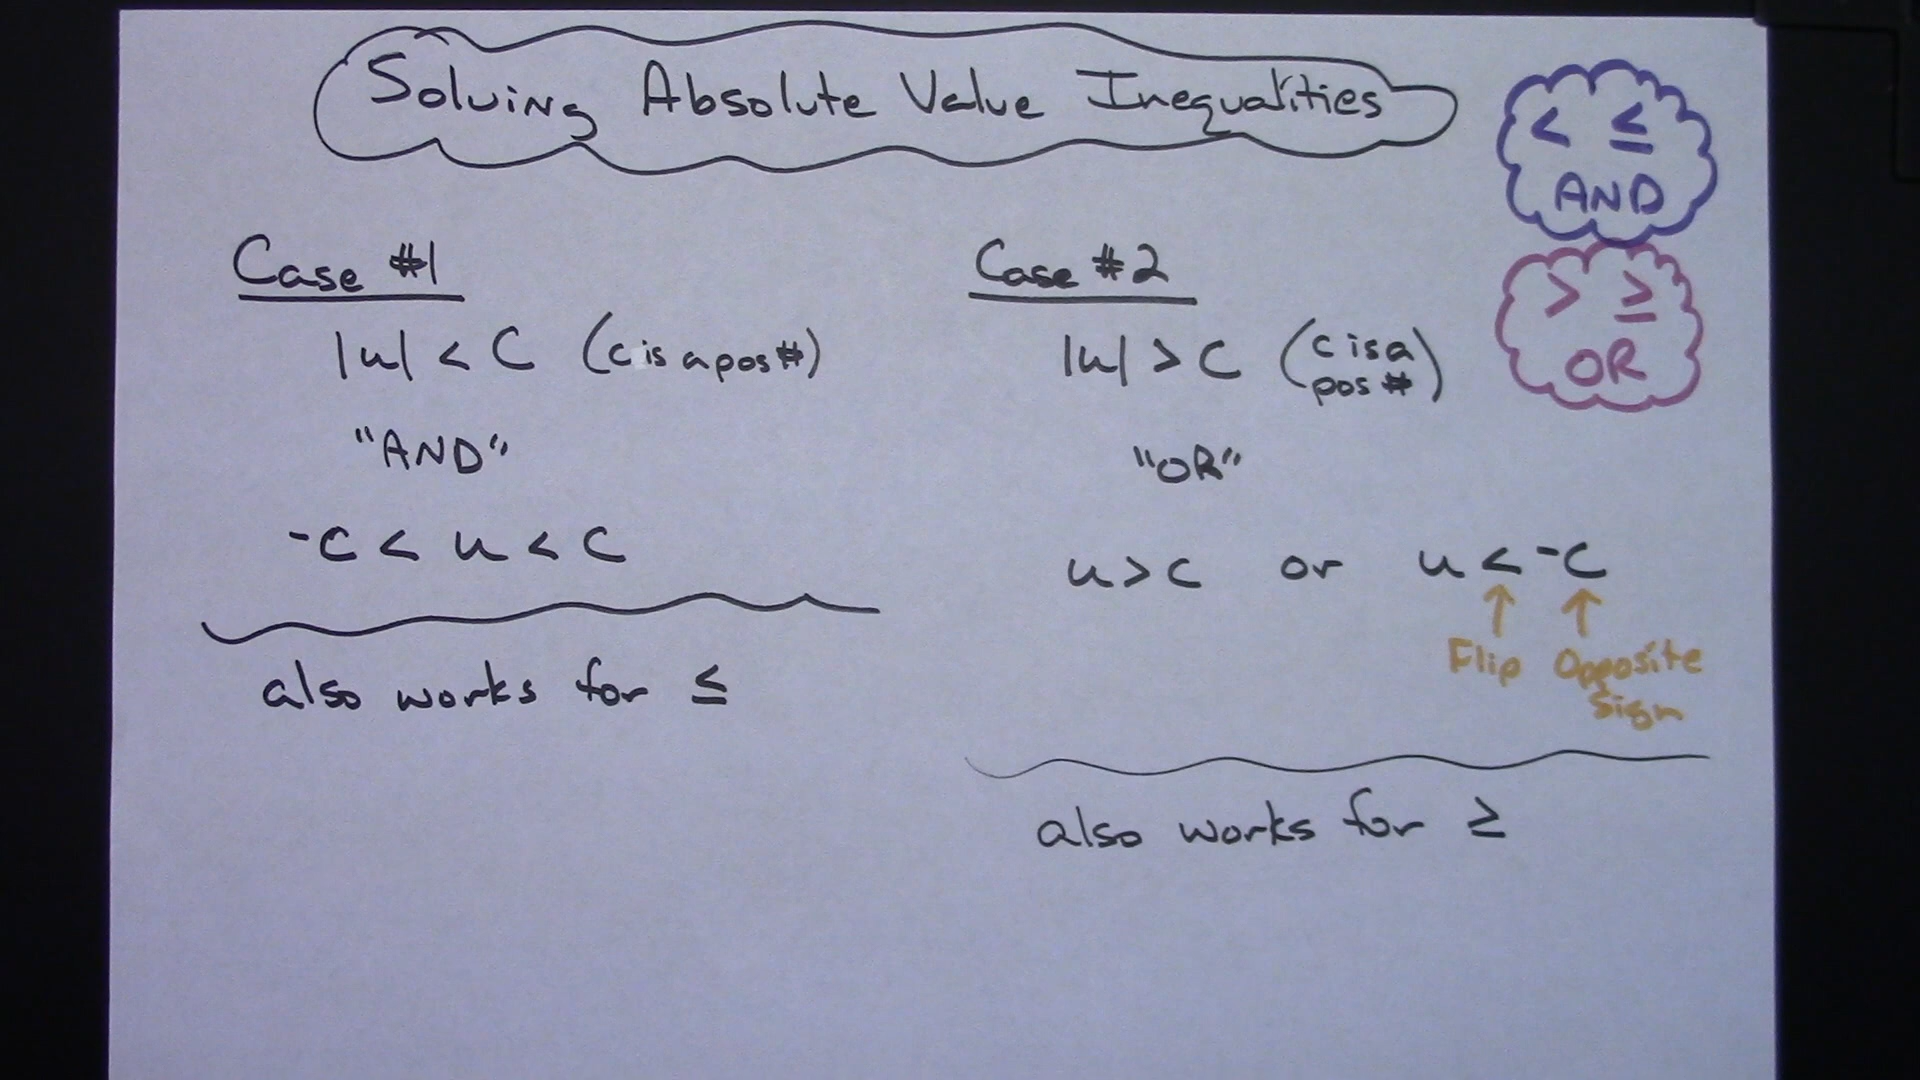 Solving Absolute Value Inequalities
< ≤
AND
> ≥
OR
Case #1
|u| < C (c is a pos #)
"AND"
-c < u < c
also works for ≤
Case #2
|u| > C (c is a
pos #)
"OR"
u > c or u < -c
Flip Opposite
Sign
also works for ≥